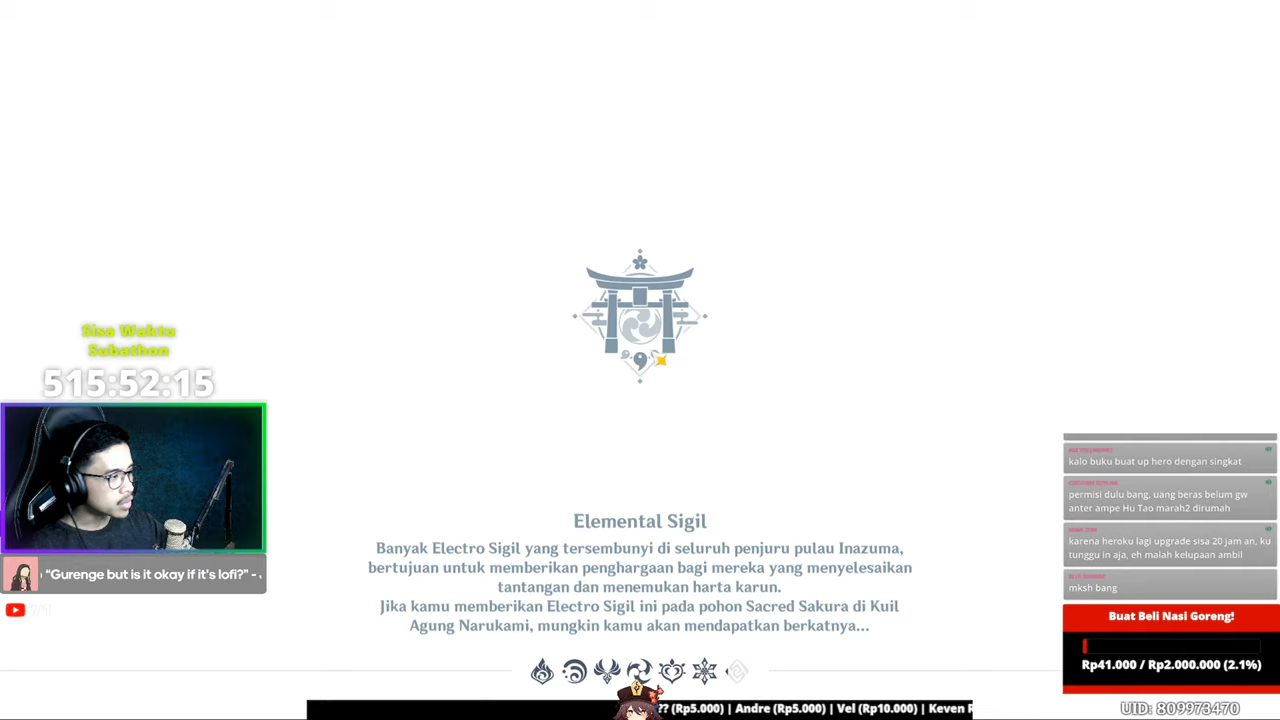 Sisa Waktu
Subathon
515:52:15
"Gurenge but is it okay if it's lofi?" -
Elemental Sigil
Banyak Electro Sigil yang tersembunyi di seluruh penjuru pulau Inazuma,
bertujuan untuk memberikan penghargaan bagi mereka yang menyelesaikan
tantangan dan menemukan harta karun.
Jika kamu memberikan Electro Sigil ini pada pohon Sacred Sakura di Kuil
Agung Narukami, mungkin kamu akan mendapatkan berkatnya...
kalo buku buat up hero dengan singkat
permisi dulu bang, uang beras belum gw
anter ampe Hu Tao marah2 dirumah
karena heroku lagi upgrade sisa 20 jam an, ku
tunggu in aja, eh malah kelupaan ambil
mksh bang
Buat Beli Nasi Goreng!
Rp41.000 / Rp2.000.000 (2.1%)
?? (Rp5.000) | Andre (Rp5.000) | Vel (Rp10.000) | Keven R
UID: 809973470